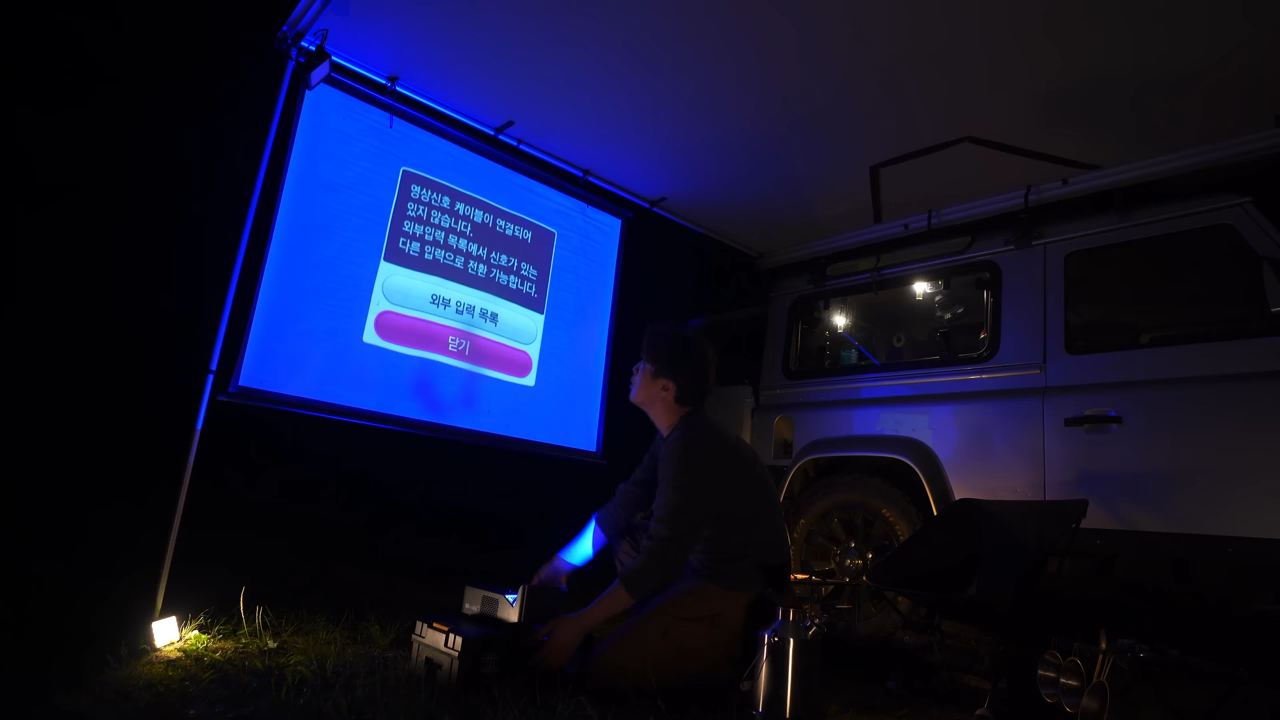 영상신호 케이블이 연결되어
있지 않습니다.
외부입력 목록에서 신호가 있는
다른 입력으로 전환 가능합니다.
외부 입력 목록
닫기